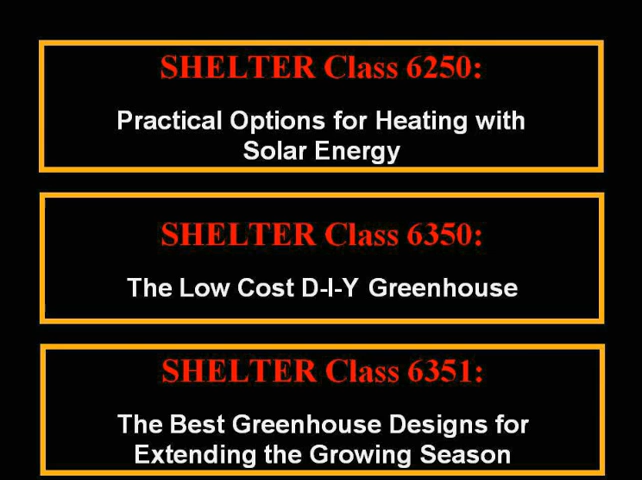 SHELTER Class 6250:
Practical Options for Heating with
Solar Energy
SHELTER Class 6350:
The Low Cost D-I-Y Greenhouse
SHELTER Class 6351:
The Best Greenhouse Designs for
Extending the Growing Season